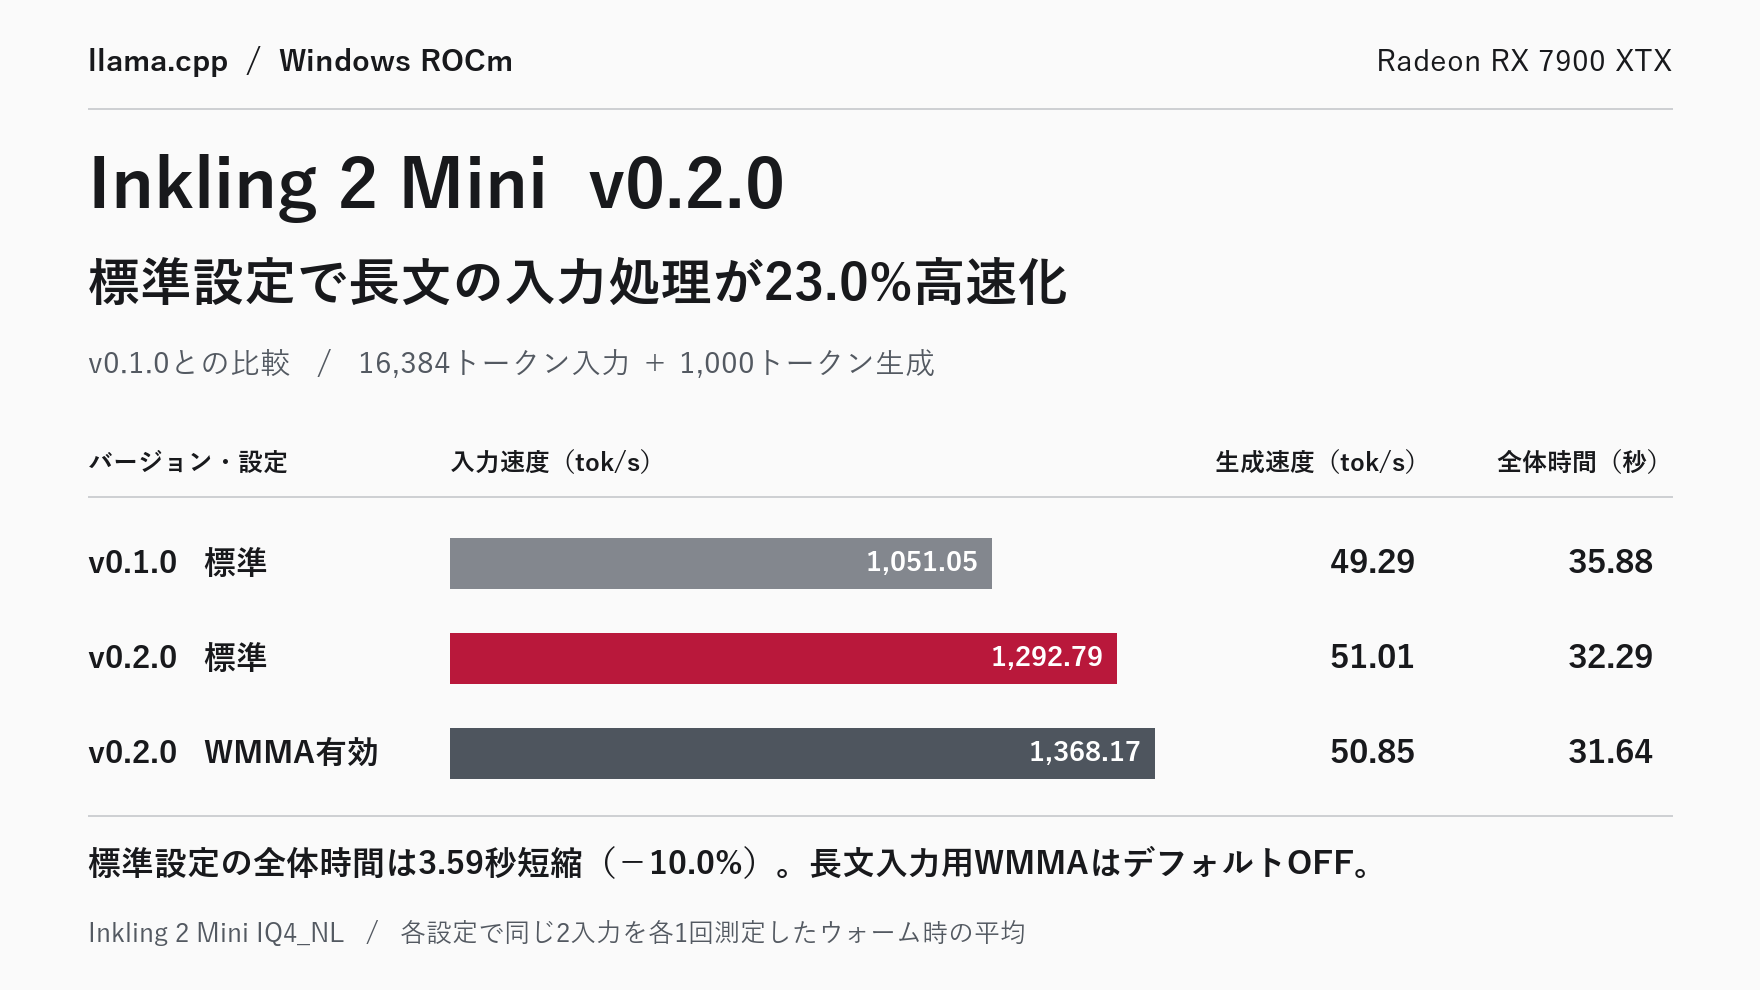 llama.cpp / Windows ROCm
Radeon RX 7900 XTX
Inkling 2 Mini v0.2.0
標準設定で長文の入力処理が23.0%高速化
v0.1.0との比較 / 16,384トークン入力 + 1,000トークン生成
バージョン・設定 入力速度（tok/s） 生成速度（tok/s） 全体時間（秒）
v0.1.0 標準 1,051.05 49.29 35.88
v0.2.0 標準 1,292.79 51.01 32.29
v0.2.0 WMMA有効 1,368.17 50.85 31.64
標準設定の全体時間は3.59秒短縮（−10.0%）。長文入力用WMMAはデフォルトOFF。
Inkling 2 Mini IQ4_NL / 各設定で同じ2入力を各1回測定したウォーム時の平均